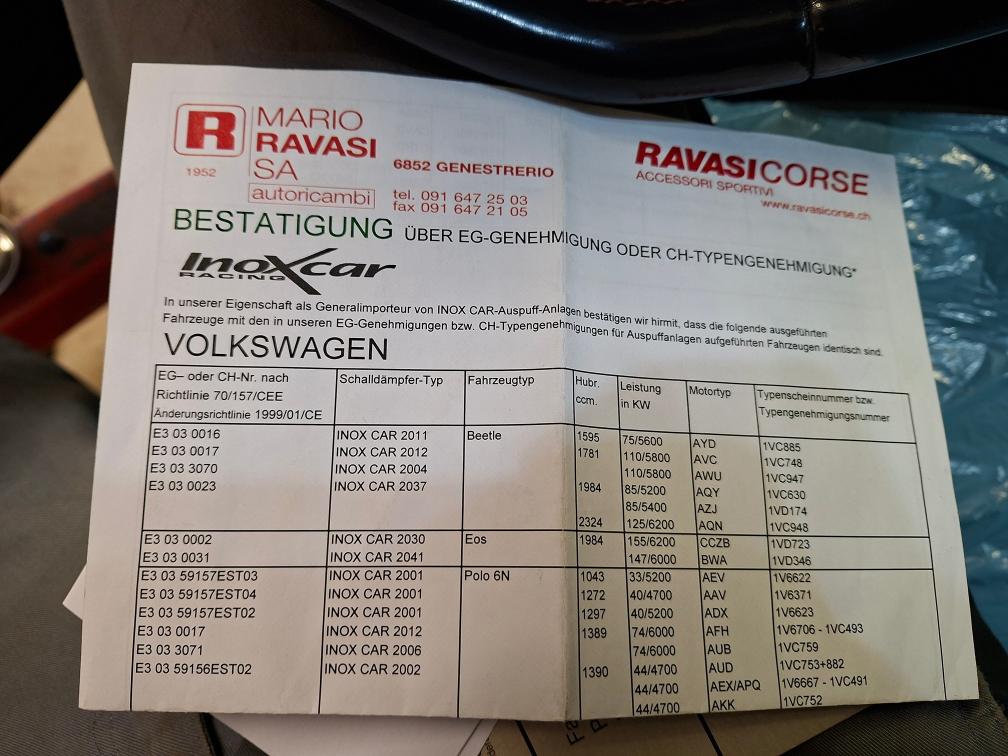 R MARIO
RAVASI
SA
1952
autoricambi
6852 GENESTRERIO
tel. 091 647 25 03
fax 091 647 21 05
RAVASICORSE
ACCESSORI SPORTIVI
www.ravasicorse.ch
BESTATIGUNG ÜBER EG-GENEHMIGUNG ODER CH-TYPENGENEHMIGUNG*
InoXcar
RACING
In unserer Eigenschaft als Generalimporteur von INOX CAR-Auspuff-Anlagen bestätigen wir hirmit, dass die folgende ausgeführten
Fahrzeuge mit den in unseren EG-Genehmigungen bzw. CH-Typengenehmigungen für Auspuffanlagen aufgeführten Fahrzeugen identisch sind.
VOLKSWAGEN
EG– oder CH-Nr. nach Richtlinie 70/157/CEE Änderungsrichtlinie 1999/01/CE Schalldämpfer-Typ Fahrzeugtyp Hubr. ccm. Leistung in KW Motortyp Typenscheinnummer bzw. Typengenehmigungsnummer
E3 03 0016 INOX CAR 2011 Beetle 1595 75/5600 AYD 1VC885
E3 03 0017 INOX CAR 2012 1781 110/5800 AVC 1VC748
E3 03 3070 INOX CAR 2004 110/5800 AWU 1VC947
E3 03 0023 INOX CAR 2037 1984 85/5200 AQY 1VC630
85/5400 AZJ 1VD174
2324 125/6200 AQN 1VC948
E3 03 0002 INOX CAR 2030 Eos 1984 155/6200 CCZB 1VD723
E3 03 0031 INOX CAR 2041 147/6000 BWA 1VD346
E3 03 59157EST03 INOX CAR 2001 Polo 6N 1043 33/5200 AEV 1V6622
E3 03 59157EST04 INOX CAR 2001 1272 40/4700 AAV 1V6371
E3 03 59157EST02 INOX CAR 2001 1297 40/5200 ADX 1V6623
E3 03 0017 INOX CAR 2012 1389 74/6000 AFH 1V6706 - 1VC493
E3 03 3071 INOX CAR 2006 74/6000 AUB 1VC759
E3 03 59156EST02 INOX CAR 2002 1390 44/4700 AUD 1VC753+882
44/4700 AEX/APQ 1V6667 - 1VC491
44/4700 AKK 1VC752